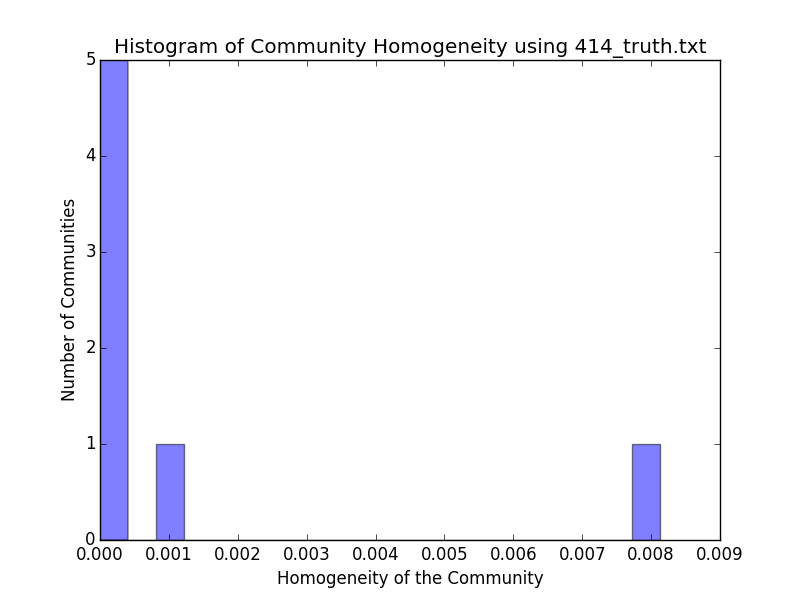 Histogram of Community Homogeneity using 414_truth.txt
5
4
3
2
1
0
Number of Communities
0.000 0.001 0.002 0.003 0.004 0.005 0.006 0.007 0.008 0.009
Homogeneity of the Community